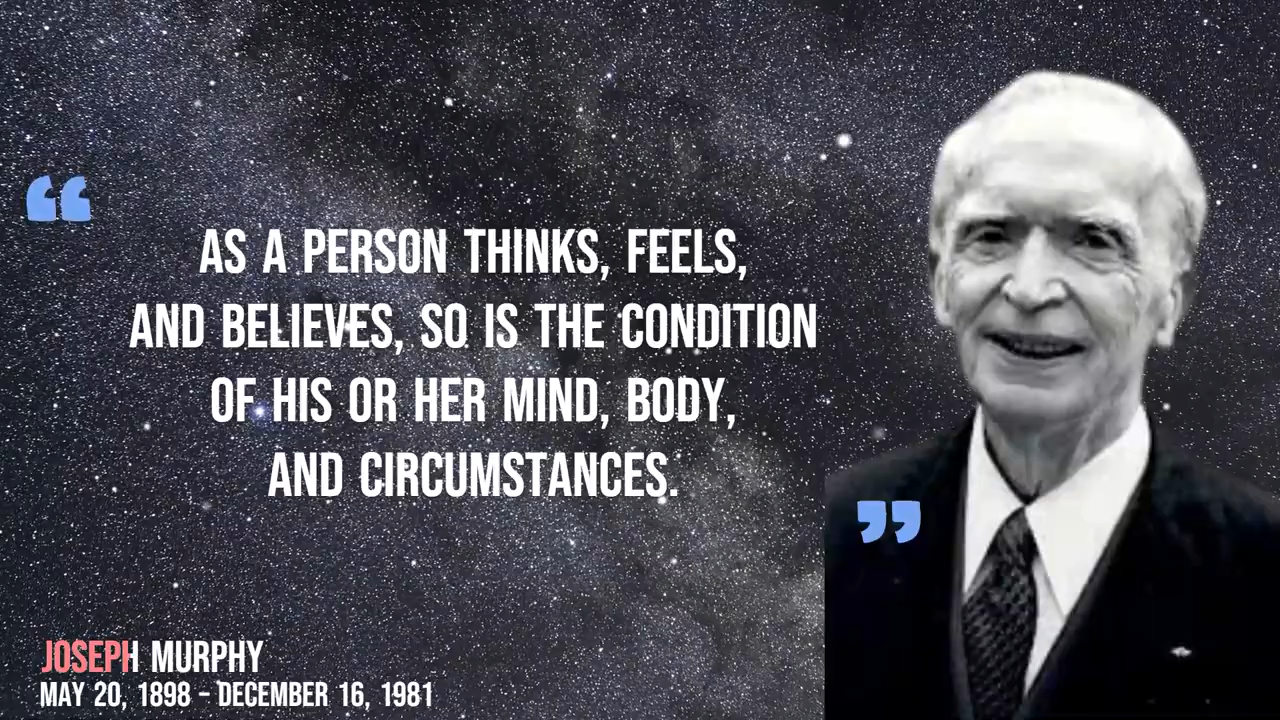 “
AS A PERSON THINKS, FEELS,
AND BELIEVES, SO IS THE CONDITION
OF HIS OR HER MIND, BODY,
AND CIRCUMSTANCES.
”
JOSEPH MURPHY
MAY 20, 1898 - DECEMBER 16, 1981